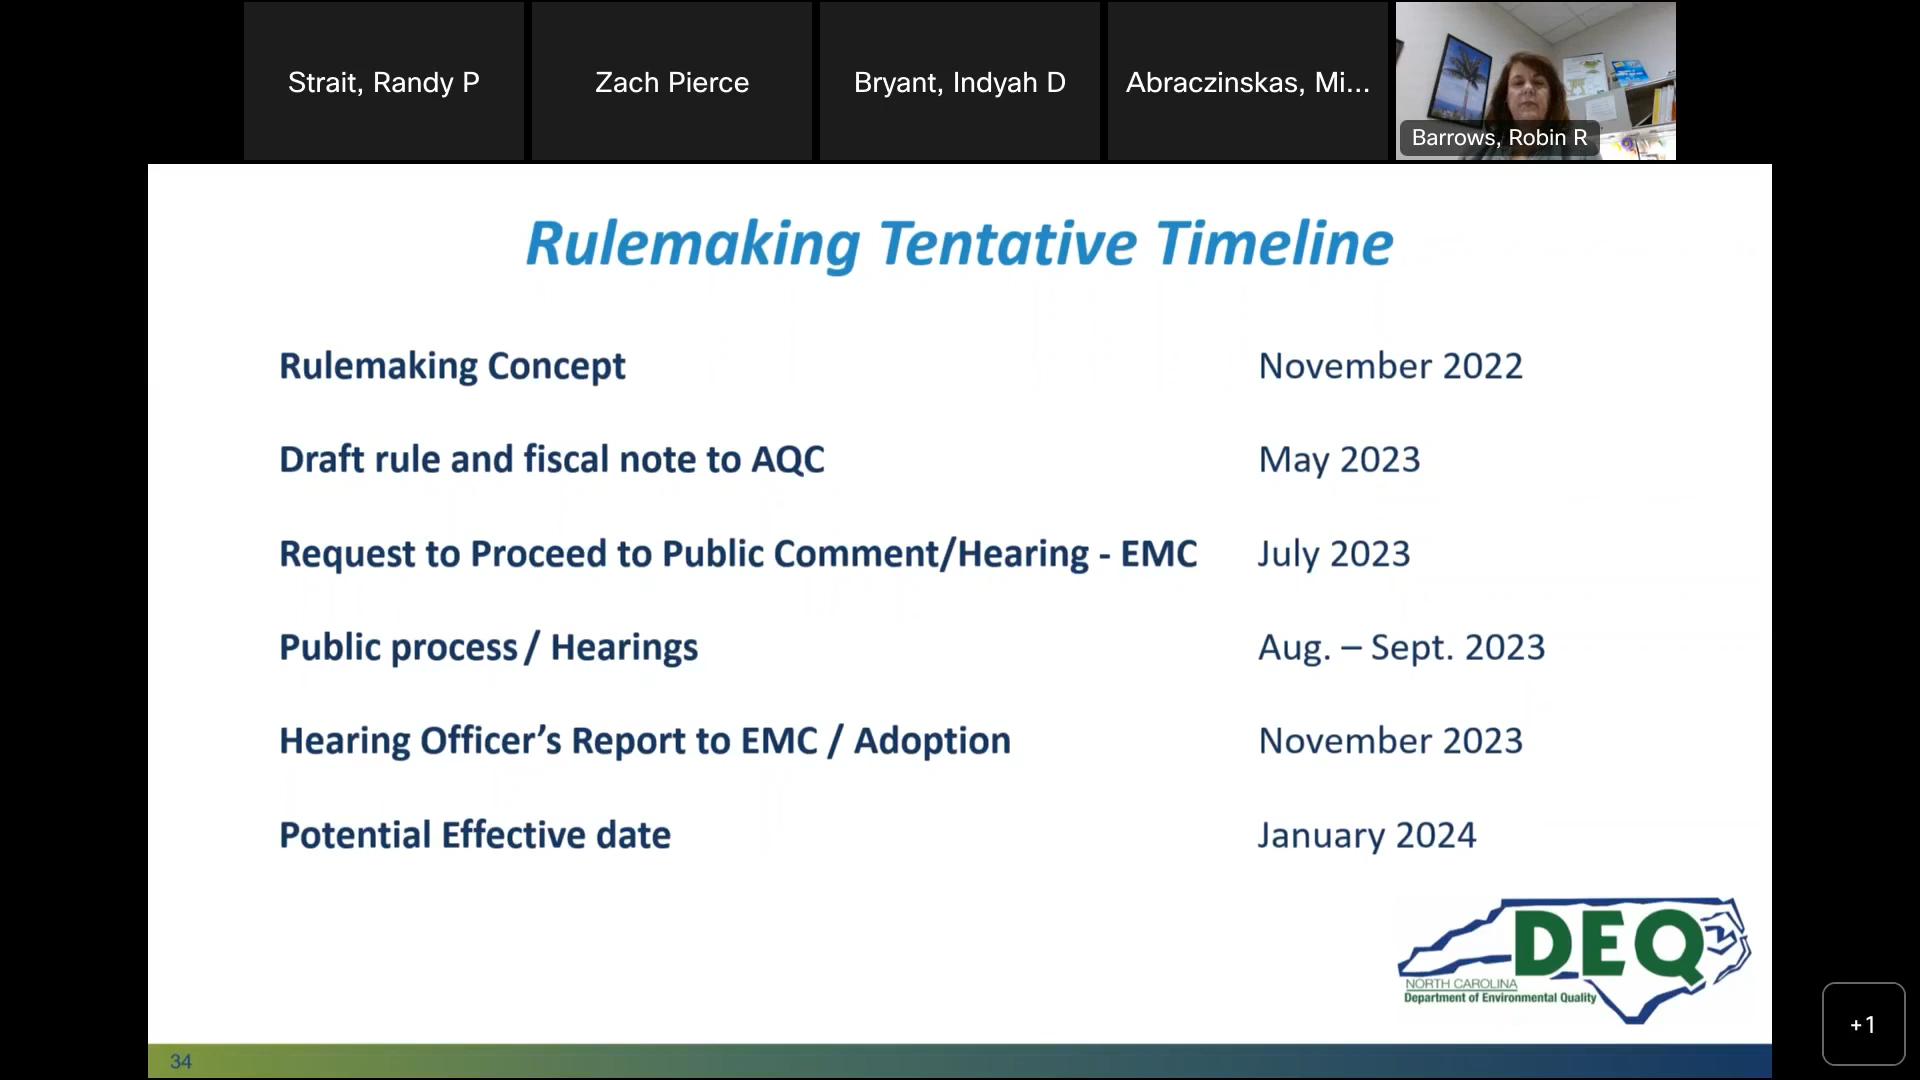 Strait, Randy P
Zach Pierce
Bryant, Indyah D
Abraczinskas, Mi...
Barrows, Robin R
Rulemaking Tentative Timeline
Rulemaking Concept November 2022
Draft rule and fiscal note to AQC May 2023
Request to Proceed to Public Comment/Hearing - EMC July 2023
Public process / Hearings Aug. – Sept. 2023
Hearing Officer’s Report to EMC / Adoption November 2023
Potential Effective date January 2024
DEQ
NORTH CAROLINA
Department of Environmental Quality
34
+1